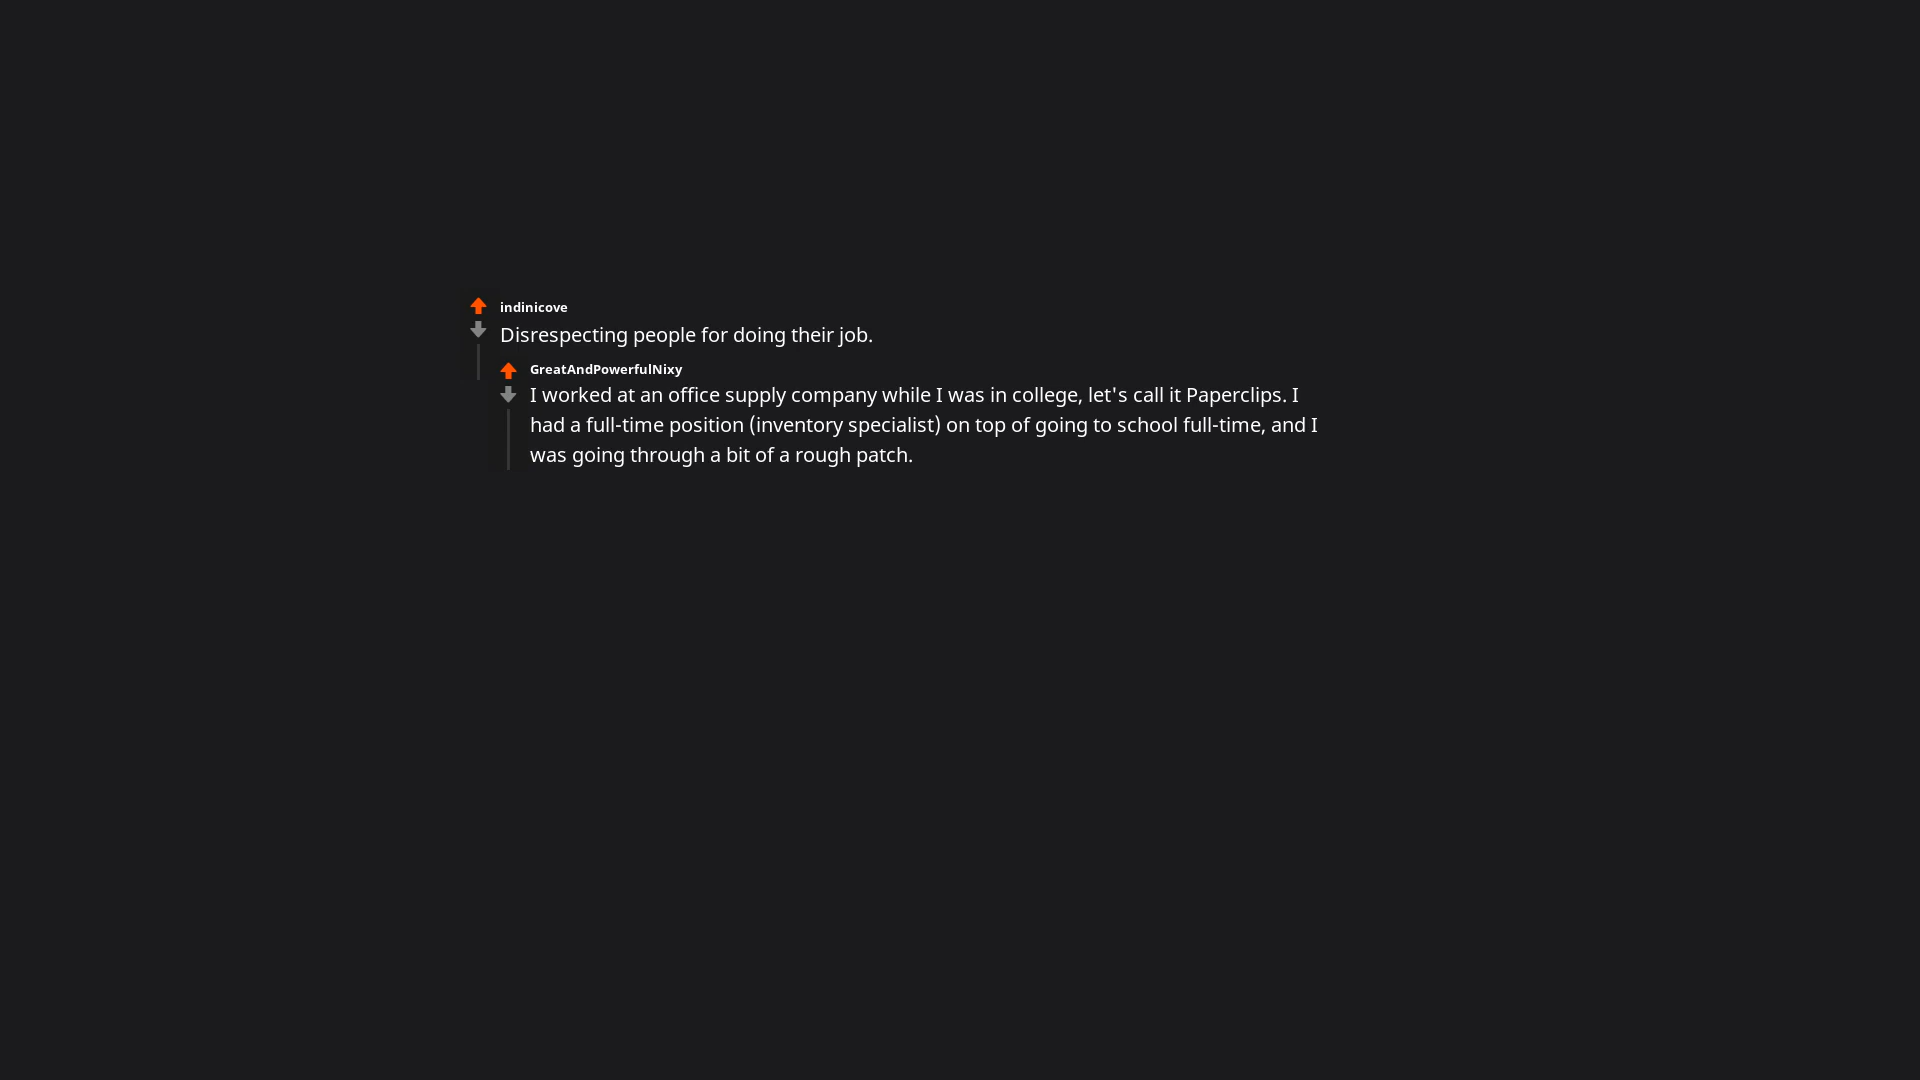 indinicove
Disrespecting people for doing their job.
GreatAndPowerfulNixy
I worked at an office supply company while I was in college, let's call it Paperclips. I
had a full-time position (inventory specialist) on top of going to school full-time, and I
was going through a bit of a rough patch.